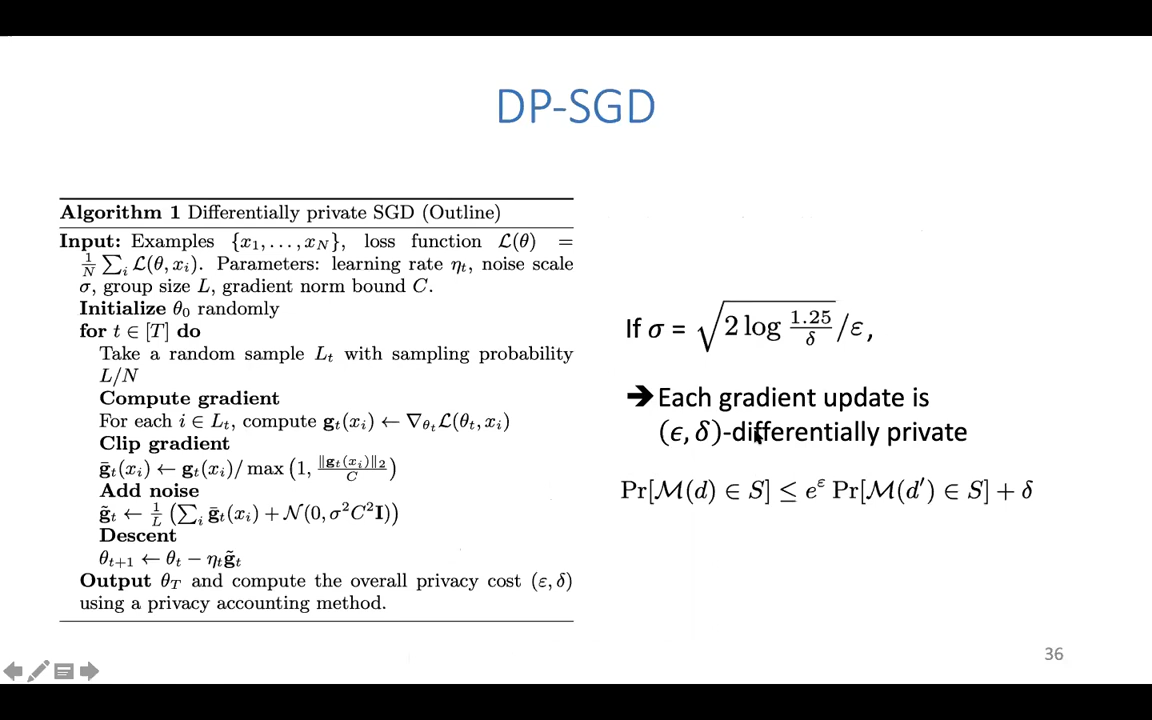 DP-SGD
Algorithm 1 Differentially private SGD (Outline)
Input: Examples {x₁, . . . , x_N}, loss function ℒ(θ) =
1/N ∑ᵢ ℒ(θ, xᵢ). Parameters: learning rate ηₜ, noise scale
σ, group size L, gradient norm bound C.
Initialize θ₀ randomly
for t ∈ [T] do
Take a random sample Lₜ with sampling probability
L/N
Compute gradient
For each i ∈ Lₜ, compute gₜ(xᵢ) ← ∇_θₜ ℒ(θₜ, xᵢ)
Clip gradient
ḡₜ(xᵢ) ← gₜ(xᵢ)/ max(1, ‖gₜ(xᵢ)‖₂/C)
Add noise
g̃ₜ ← 1/L (∑ᵢ ḡₜ(xᵢ) + 𝒩(0, σ²C²I))
Descent
θₜ₊₁ ← θₜ − ηₜg̃ₜ
Output θ_T and compute the overall privacy cost (ε, δ)
using a privacy accounting method.
If σ = √(2 log 1.25/δ)/ε,
➔ Each gradient update is
(ϵ, δ)-differentially private
Pr[ℳ(d) ∈ S] ≤ e^ε Pr[ℳ(d′) ∈ S] + δ
36